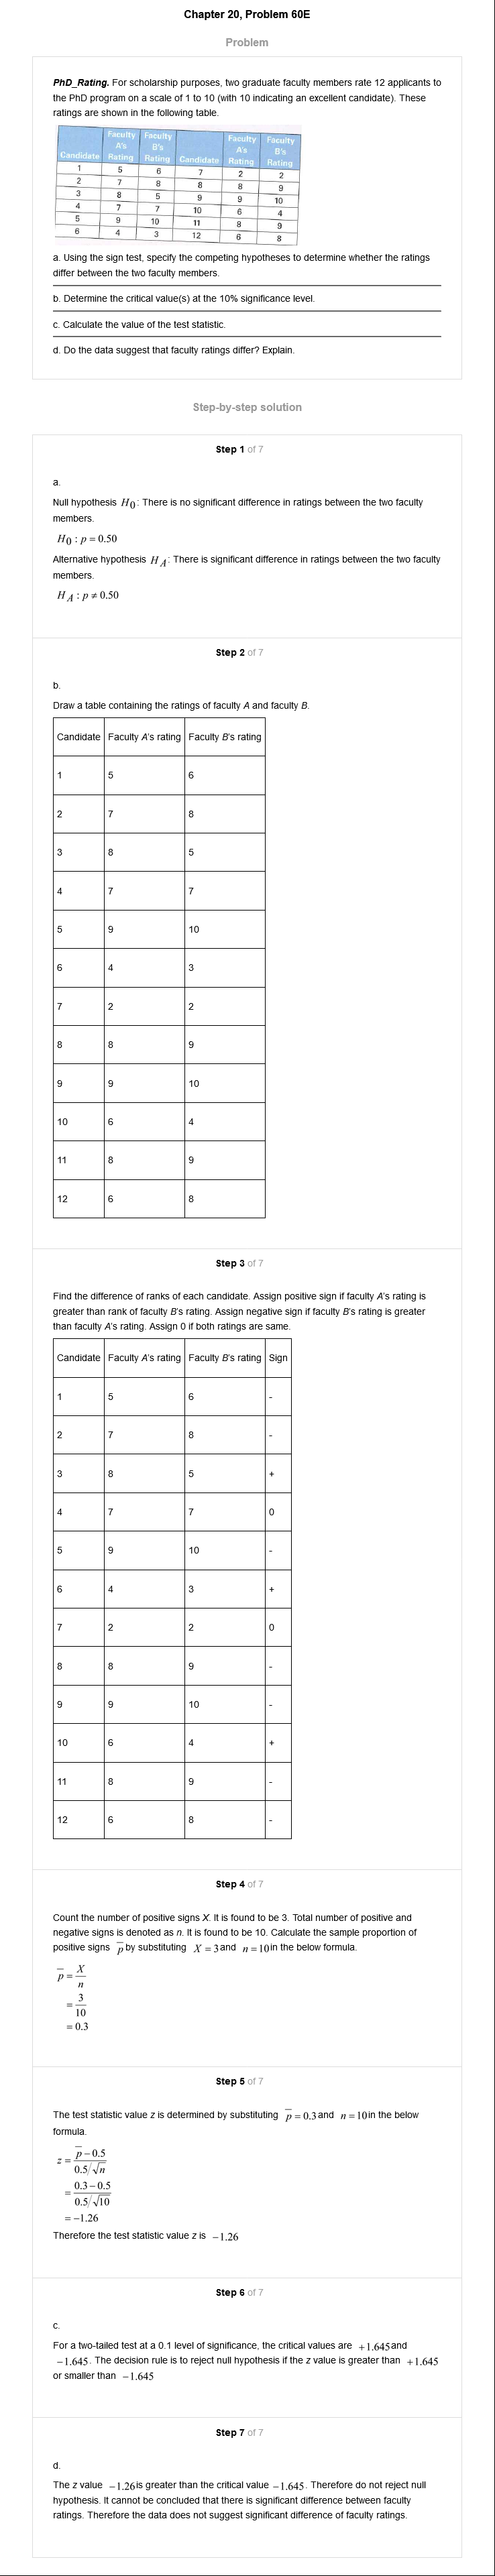 Chapter 20, Problem 60E
Problem
PhD_Rating. For scholarship purposes, two graduate faculty members rate 12 applicants to
the PhD program on a scale of 1 to 10 (with 10 indicating an excellent candidate). These
ratings are shown in the following table.
Faculty Faculty Faculty Faculty
A's B's A's B's
Candidate Rating Rating Candidate Rating Rating
1 5 6 7 2 2
2 7 8 8 8 9
3 8 5 9 9 10
4 7 7 10 6 4
5 9 10 11 8 9
6 4 3 12 6 8
a. Using the sign test, specify the competing hypotheses to determine whether the ratings
differ between the two faculty members.
b. Determine the critical value(s) at the 10% significance level.
c. Calculate the value of the test statistic.
d. Do the data suggest that faculty ratings differ? Explain.
Step-by-step solution
Step 1 of 7
a.
Null hypothesis H0: There is no significant difference in ratings between the two faculty
members.
H0 : p = 0.50
Alternative hypothesis HA: There is significant difference in ratings between the two faculty
members.
HA : p ≠ 0.50
Step 2 of 7
b.
Draw a table containing the ratings of faculty A and faculty B.
Candidate Faculty A's rating Faculty B's rating
1 5 6
2 7 8
3 8 5
4 7 7
5 9 10
6 4 3
7 2 2
8 8 9
9 9 10
10 6 4
11 8 9
12 6 8
Step 3 of 7
Find the difference of ranks of each candidate. Assign positive sign if faculty A's rating is
greater than rank of faculty B's rating. Assign negative sign if faculty B's rating is greater
than faculty A's rating. Assign 0 if both ratings are same.
Candidate Faculty A's rating Faculty B's rating Sign
1 5 6 -
2 7 8 -
3 8 5 +
4 7 7 0
5 9 10 -
6 4 3 +
7 2 2 0
8 8 9 -
9 9 10 -
10 6 4 +
11 8 9 -
12 6 8 -
Step 4 of 7
Count the number of positive signs X. It is found to be 3. Total number of positive and
negative signs is denoted as n. It is found to be 10. Calculate the sample proportion of
positive signs p̅ by substituting X = 3 and n = 10 in the below formula.
p̅ = X/n
= 3/10
= 0.3
Step 5 of 7
The test statistic value z is determined by substituting p̅ = 0.3 and n = 10 in the below
formula.
z = (p̅ − 0.5)/(0.5/√n)
= (0.3 − 0.5)/(0.5/√10)
= −1.26
Therefore the test statistic value z is −1.26
Step 6 of 7
c.
For a two-tailed test at a 0.1 level of significance, the critical values are +1.645 and
−1.645. The decision rule is to reject null hypothesis if the z value is greater than +1.645
or smaller than −1.645
Step 7 of 7
d.
The z value −1.26 is greater than the critical value −1.645. Therefore do not reject null
hypothesis. It cannot be concluded that there is significant difference between faculty
ratings. Therefore the data does not suggest significant difference of faculty ratings.